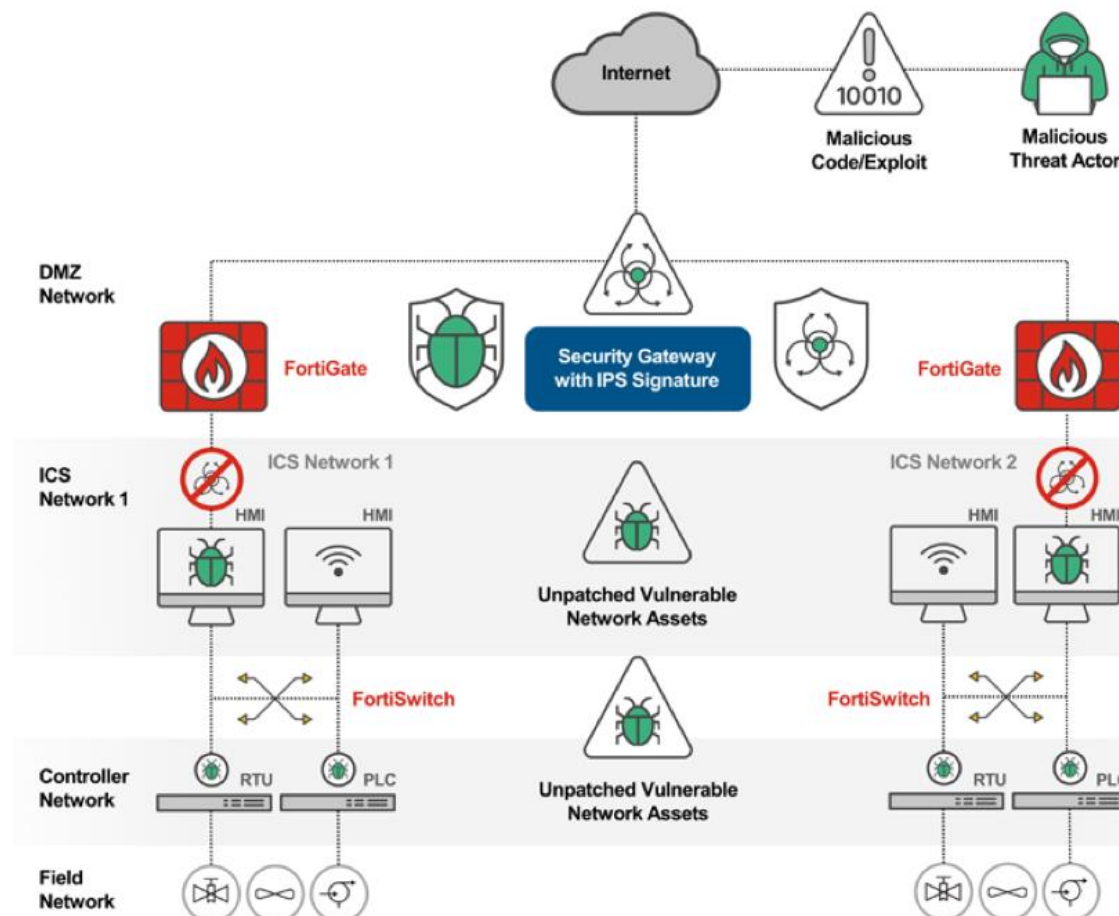 Internet
10010
Malicious
Code/Exploit
Malicious
Threat Actor
DMZ
Network
FortiGate
Security Gateway
with IPS Signature
FortiGate
ICS
Network 1
ICS Network 1
ICS Network 2
HMI
HMI
HMI
HMI
Unpatched Vulnerable
Network Assets
FortiSwitch
FortiSwitch
Controller
Network
RTU
PLC
Unpatched Vulnerable
Network Assets
RTU
PLC
Field
Network